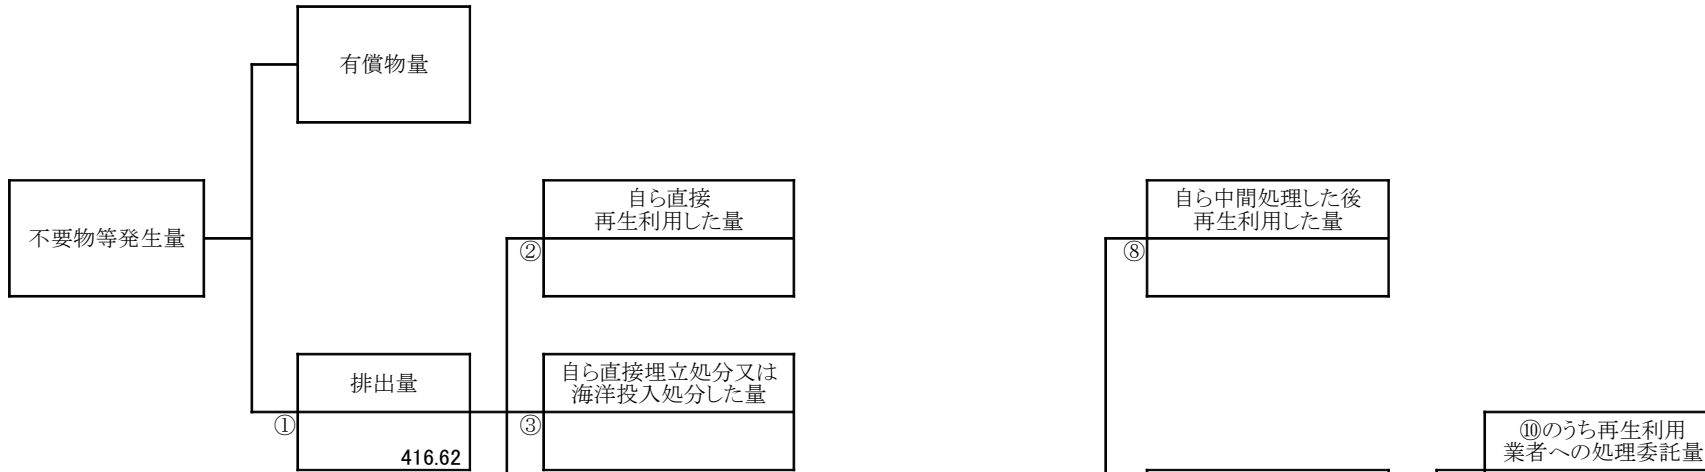 有償物量
不要物等発生量
自ら直接
再生利用した量
②
自ら中間処理した後
再生利用した量
⑧
排出量
①
416.62
自ら直接埋立処分又は
海洋投入処分した量
③
⑩のうち再生利用
業者への処理委託量